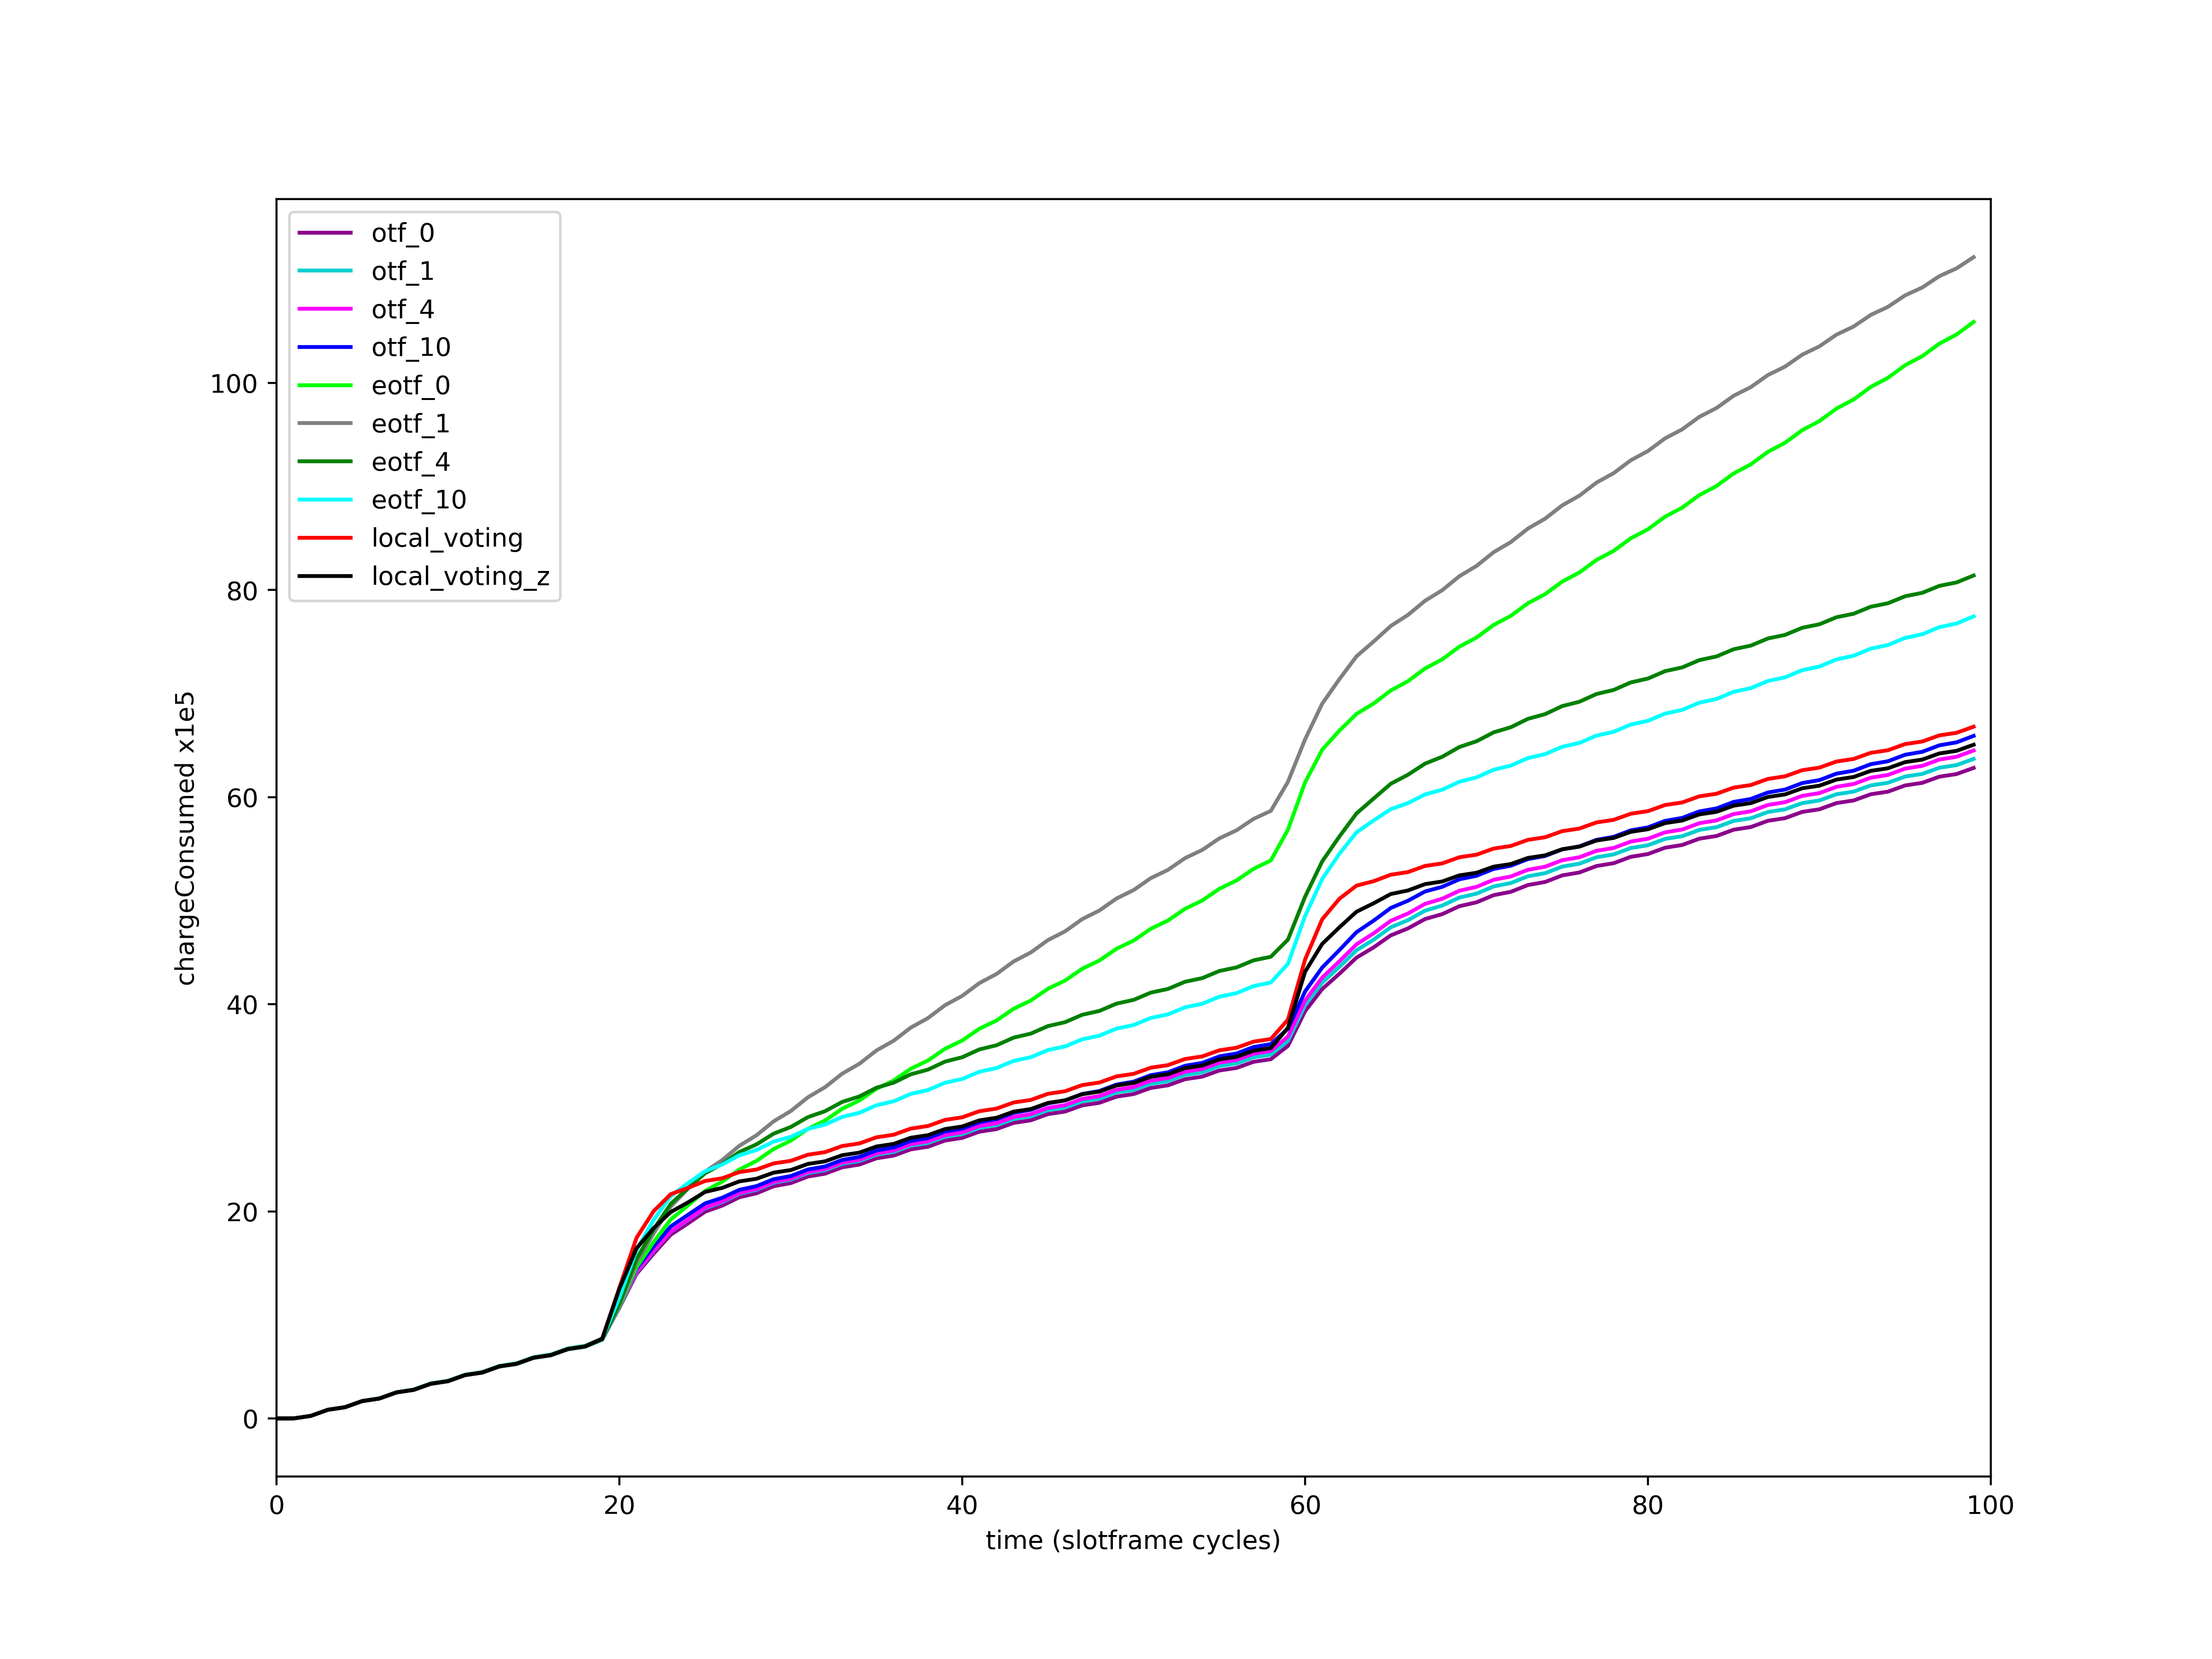 otf_0
otf_1
otf_4
otf_10
eotf_0
eotf_1
eotf_4
eotf_10
local_voting
local_voting_z
chargeConsumed x1e5
100
80
60
40
20
0
0 20 40 60 80 100
time (slotframe cycles)